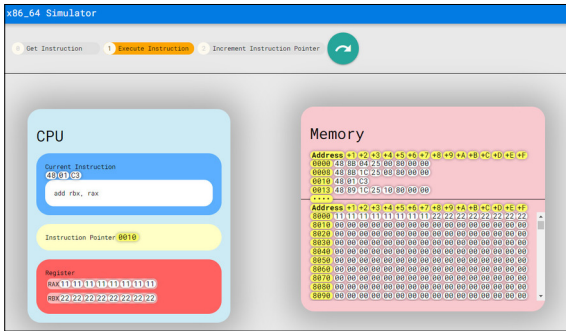 x86_64 Simulator
0 Get Instruction 1 Execute Instruction 2 Increment Instruction Pointer
CPU
Current Instruction
48 01 C3
add rbx, rax
Instruction Pointer 0010
Register
RAX 11 11 11 11 11 11 11 11
RBX 22 22 22 22 22 22 22 22
Memory
Address +1 +2 +3 +4 +5 +6 +7 +8 +9 +A +B +C +D +E +F
0000 48 8B 04 25 00 80 00 00
0008 48 8B 1C 25 08 80 00 00
0010 48 01 C3
0013 48 89 1C 25 10 80 00 00
....
Address +1 +2 +3 +4 +5 +6 +7 +8 +9 +A +B +C +D +E +F
8000 11 11 11 11 11 11 11 11 22 22 22 22 22 22 22 22
8010 00 00 00 00 00 00 00 00 00 00 00 00 00 00 00 00
8020 00 00 00 00 00 00 00 00 00 00 00 00 00 00 00 00
8030 00 00 00 00 00 00 00 00 00 00 00 00 00 00 00 00
8040 00 00 00 00 00 00 00 00 00 00 00 00 00 00 00 00
8050 00 00 00 00 00 00 00 00 00 00 00 00 00 00 00 00
8060 00 00 00 00 00 00 00 00 00 00 00 00 00 00 00 00
8070 00 00 00 00 00 00 00 00 00 00 00 00 00 00 00 00
8080 00 00 00 00 00 00 00 00 00 00 00 00 00 00 00 00
8090 00 00 00 00 00 00 00 00 00 00 00 00 00 00 00 00